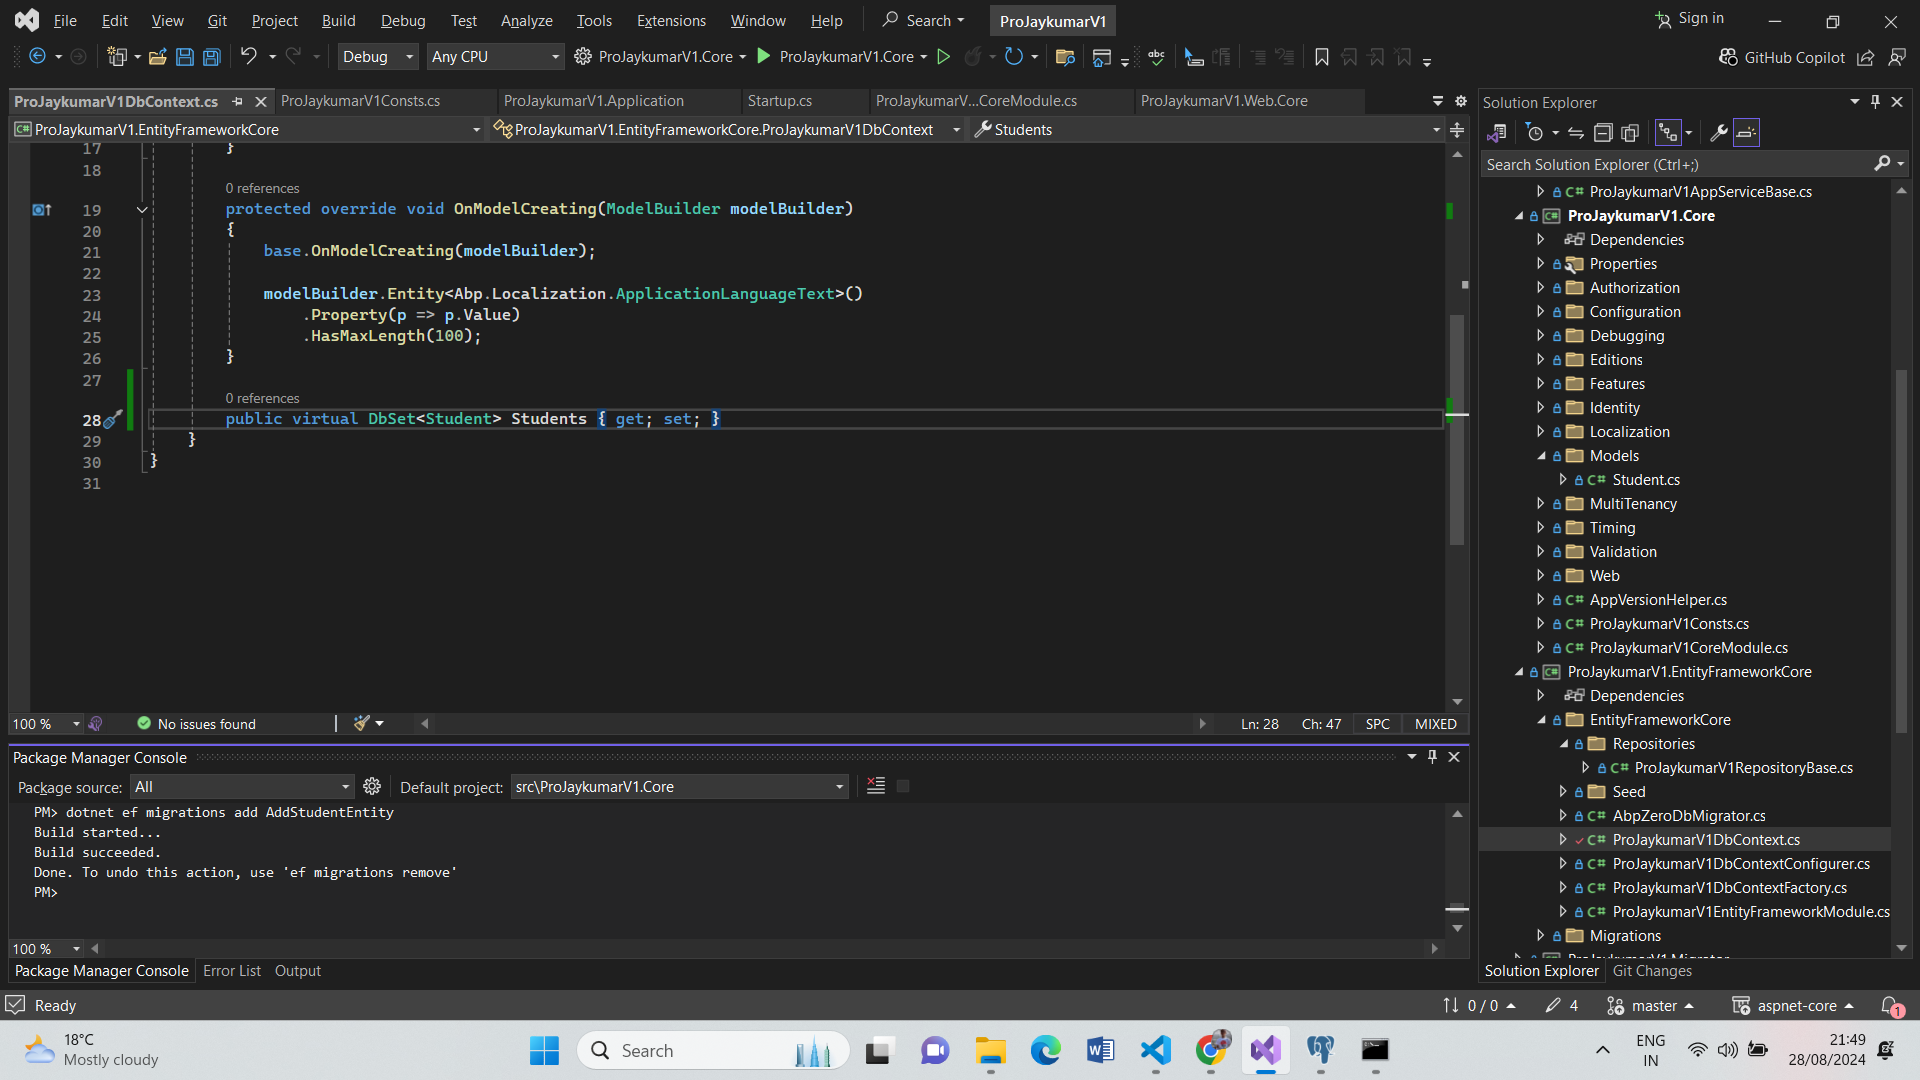 File Edit View Git Project Build Debug Test Analyze Tools Extensions Window Help Search ProJaykumarV1 Sign in
Debug Any CPU ProJaykumarV1.Core ProJaykumarV1.Core GitHub Copilot
ProJaykumarV1DbContext.cs ProJaykumarV1Consts.cs ProJaykumarV1.Application Startup.cs ProJaykumarV...CoreModule.cs ProJaykumarV1.Web.Core
ProJaykumarV1.EntityFrameworkCore ProJaykumarV1.EntityFrameworkCore.ProJaykumarV1DbContext Students
17 }
18
0 references
19 protected override void OnModelCreating(ModelBuilder modelBuilder)
20 {
21 base.OnModelCreating(modelBuilder);
22
23 modelBuilder.Entity<Abp.Localization.ApplicationLanguageText>()
24 .Property(p => p.Value)
25 .HasMaxLength(100);
26 }
27
0 references
28 public virtual DbSet<Student> Students { get; set; }
29 }
30 }
31
100 % No issues found Ln: 28 Ch: 47 SPC MIXED
Package Manager Console
Package source: All Default project: src\ProJaykumarV1.Core
PM> dotnet ef migrations add AddStudentEntity
Build started...
Build succeeded.
Done. To undo this action, use 'ef migrations remove'
PM>
100 %
Package Manager Console Error List Output
Solution Explorer
Search Solution Explorer (Ctrl+;)
C# ProJaykumarV1AppServiceBase.cs
C# ProJaykumarV1.Core
Dependencies
Properties
Authorization
Configuration
Debugging
Editions
Features
Identity
Localization
Models
C# Student.cs
MultiTenancy
Timing
Validation
Web
C# AppVersionHelper.cs
C# ProJaykumarV1Consts.cs
C# ProJaykumarV1CoreModule.cs
C# ProJaykumarV1.EntityFrameworkCore
Dependencies
EntityFrameworkCore
Repositories
C# ProJaykumarV1RepositoryBase.cs
Seed
C# AbpZeroDbMigrator.cs
C# ProJaykumarV1DbContext.cs
C# ProJaykumarV1DbContextConfigurer.cs
C# ProJaykumarV1DbContextFactory.cs
C# ProJaykumarV1EntityFrameworkModule.cs
Migrations
ProJaykumarV1.Migrator
Solution Explorer Git Changes
Ready 0 / 0 4 master aspnet-core 1
18°C
Mostly cloudy
Search
ENG
IN
21:49
28/08/2024